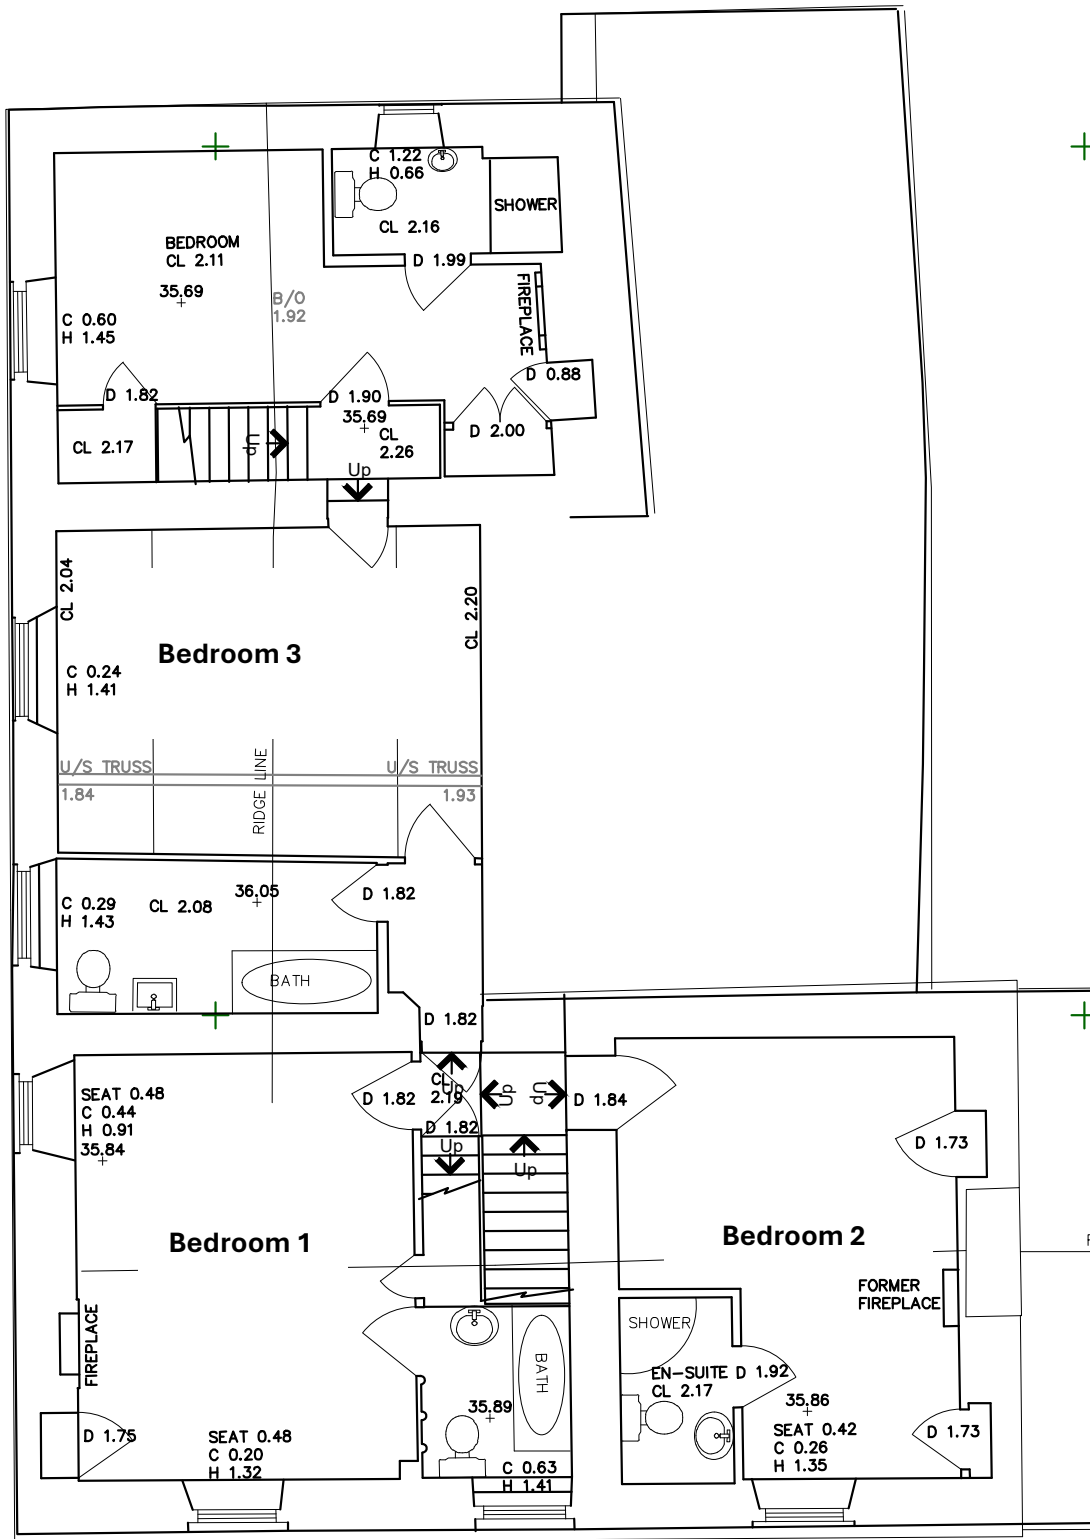 C 1.22
H 0.66
SHOWER
CL 2.16
BEDROOM
CL 2.11
D 1.99
35.69
B/O
1.92
FIREPLACE
C 0.60
H 1.45
D 0.88
D 1.82
D 1.90
35.69
CL
2.26
D 2.00
CL 2.17
Up
Up
CL 2.04
CL 2.20
Bedroom 3
C 0.24
H 1.41
U/S TRUSS
1.84
RIDGE LINE
U/S TRUSS
1.93
36.05
D 1.82
C 0.29
H 1.43
CL 2.08
BATH
D 1.82
SEAT 0.48
C 0.44
H 0.91
35.84
D 1.82
CL
2.19
Up
Up
Up
D 1.84
D 1.82
Up
Up
D 1.73
Bedroom 1
Bedroom 2
FORMER
FIREPLACE
FIREPLACE
SHOWER
BATH
EN-SUITE
CL 2.17
D 1.92
35.89
35.86
D 1.75
SEAT 0.48
C 0.20
H 1.32
SEAT 0.42
C 0.26
H 1.35
D 1.73
C 0.63
H 1.41